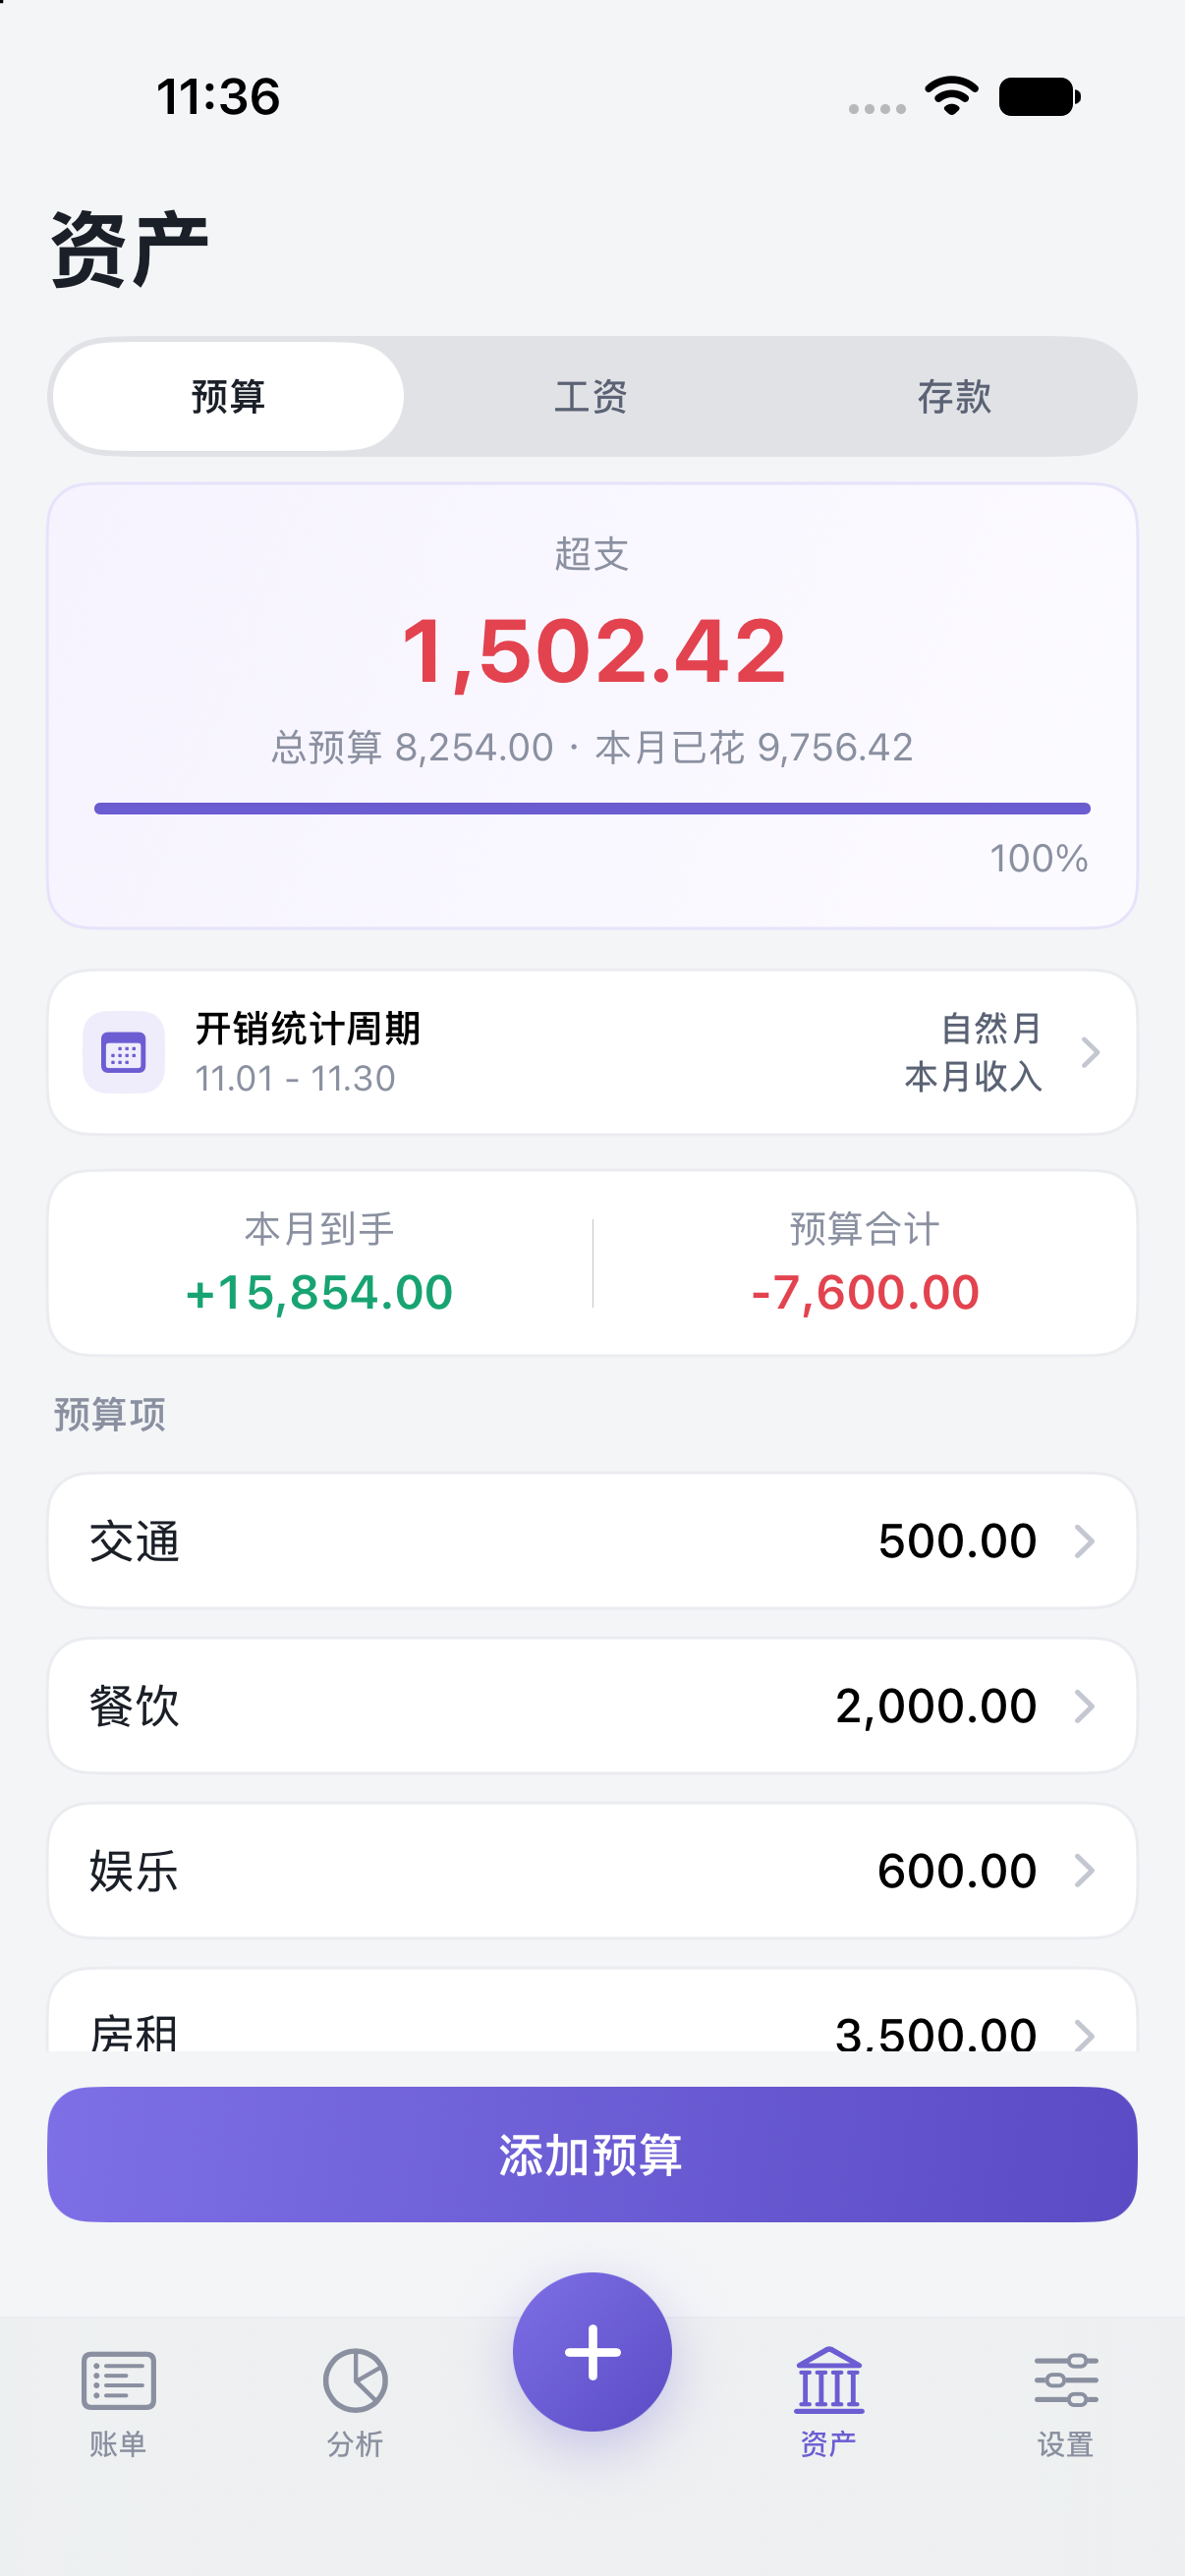 11:36
资产
预算 工资 存款
超支
1,502.42
总预算 8,254.00 · 本月已花 9,756.42
100%
开销统计周期
11.01 - 11.30
自然月
本月收入
本月到手 预算合计
+15,854.00 -7,600.00
预算项
交通 500.00
餐饮 2,000.00
娱乐 600.00
房租 3,500.00
添加预算
账单 分析 资产 设置